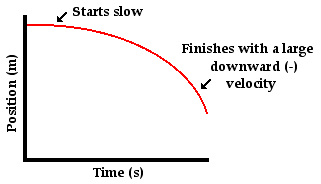 Starts slow
Finishes with a large
downward (-)
velocity
Position (m)
Time (s)